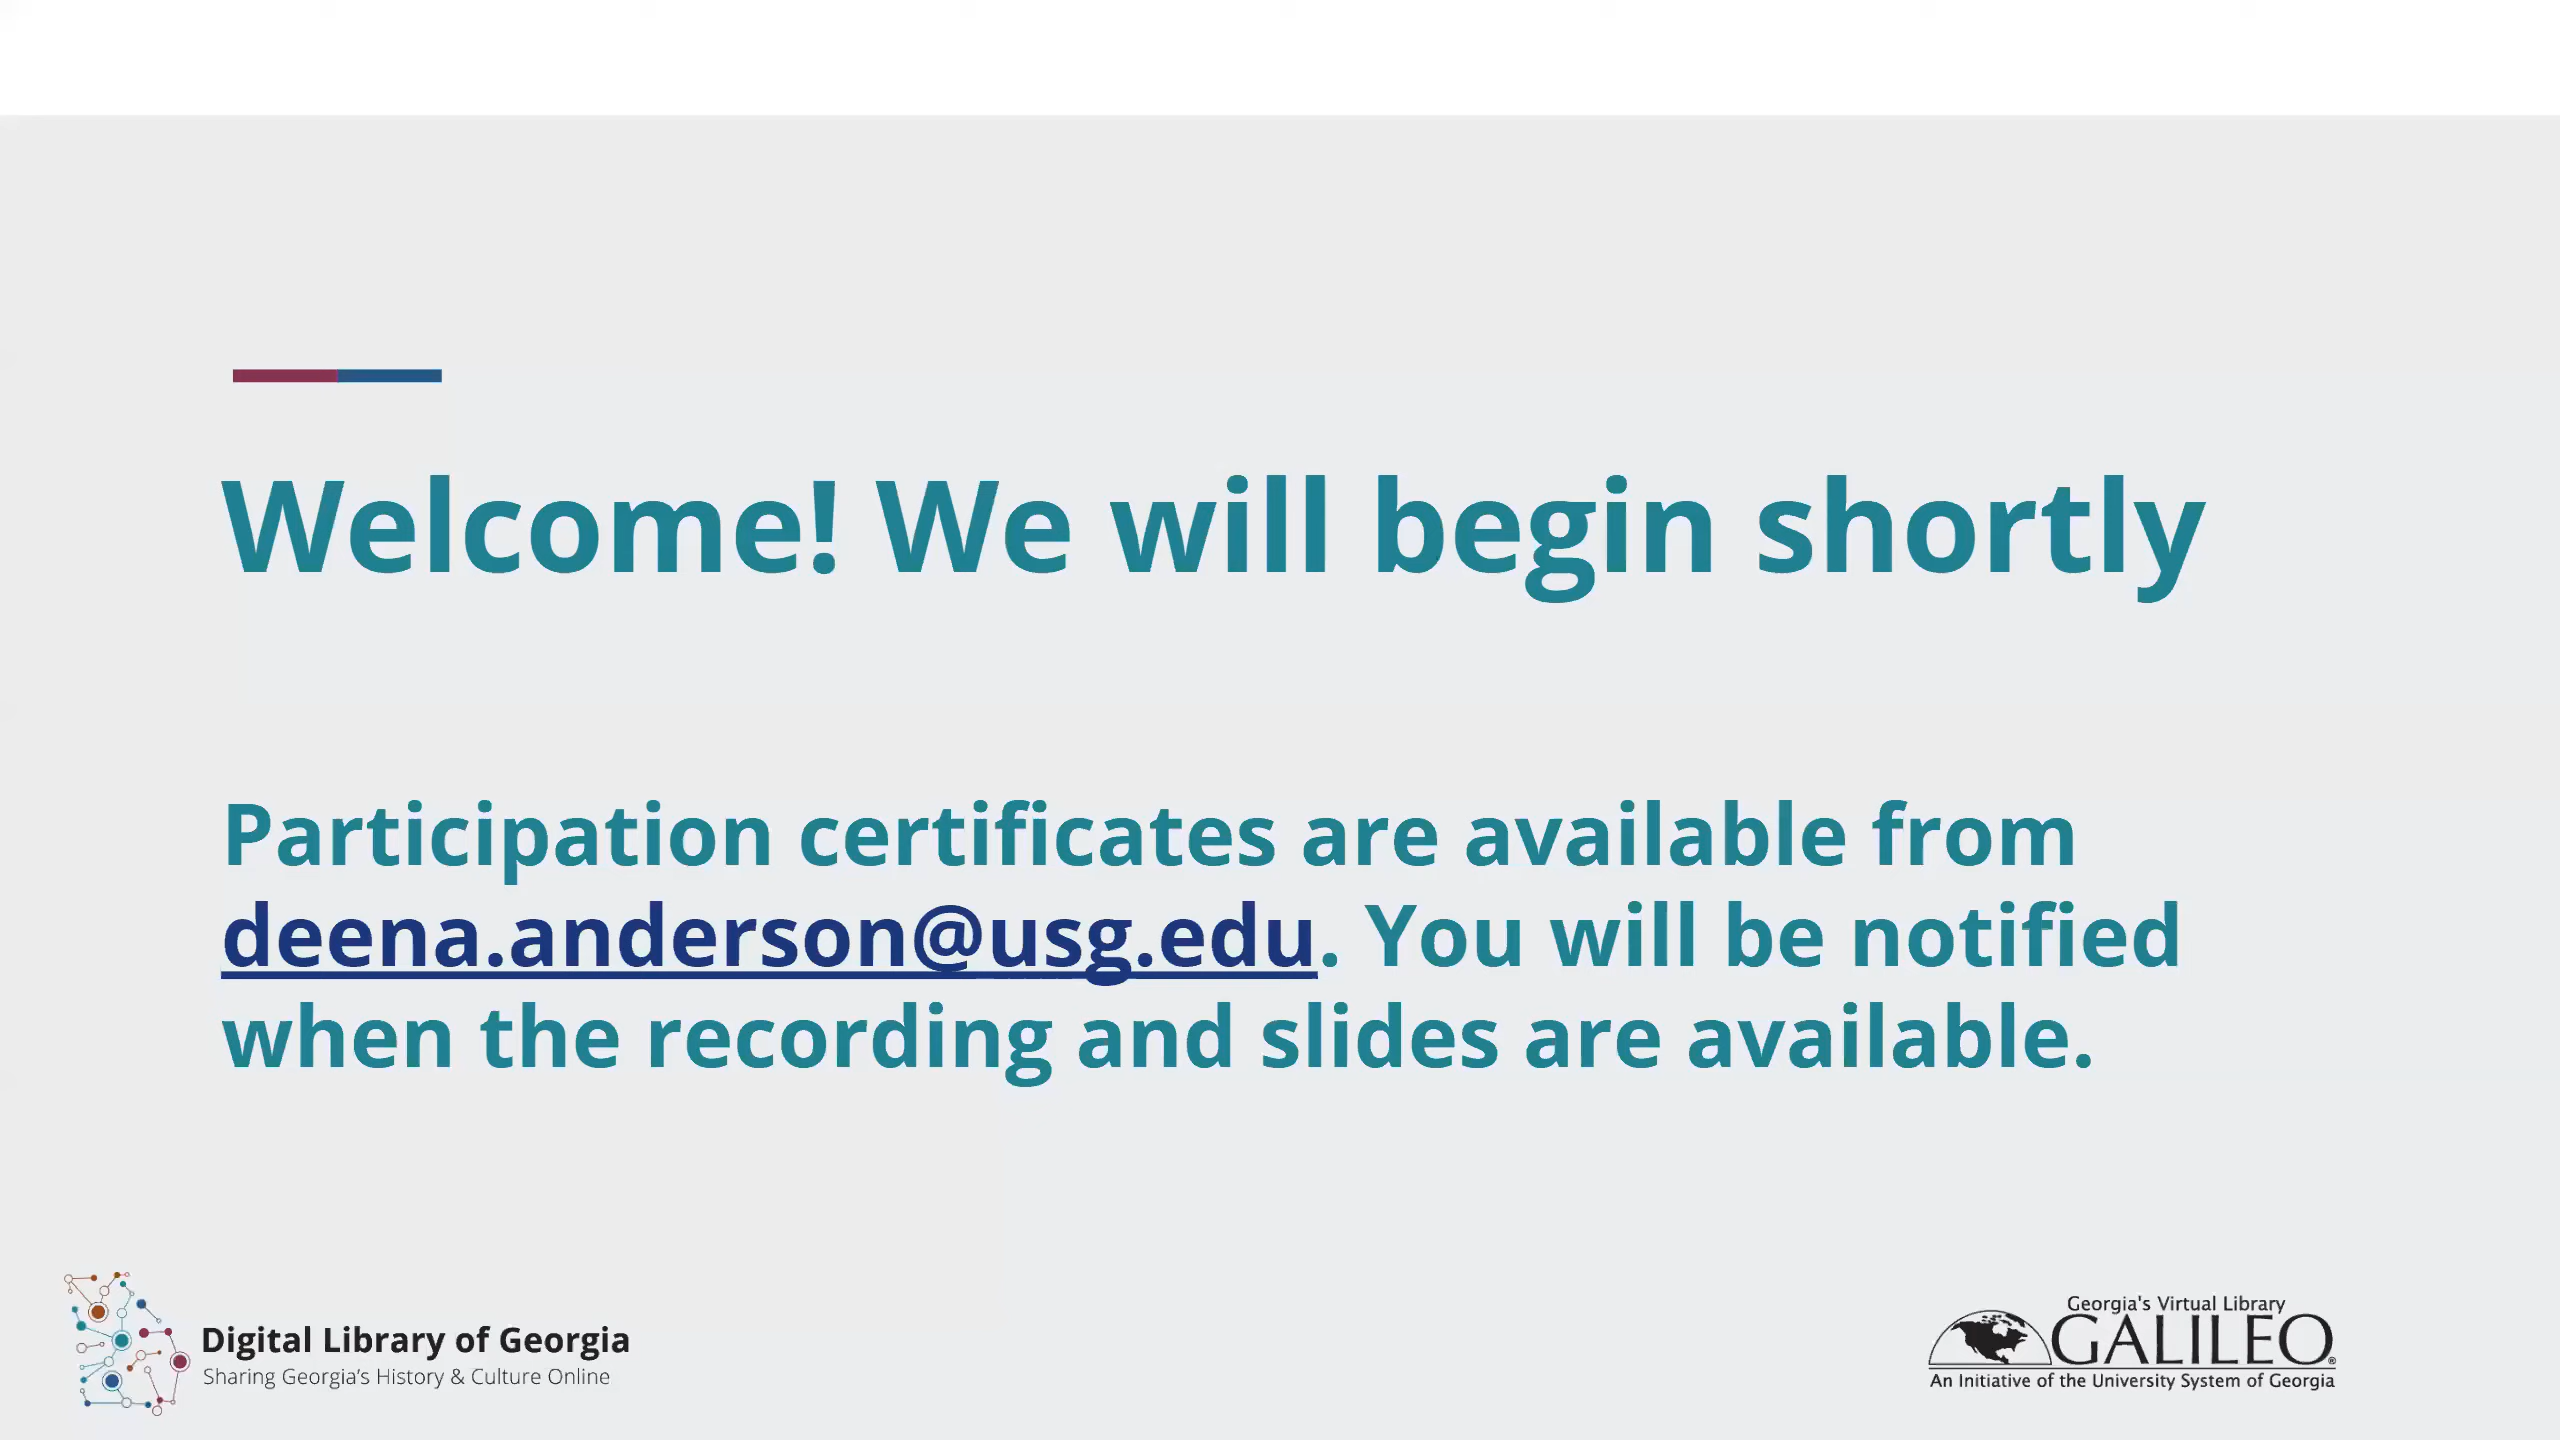 Welcome! We will begin shortly
Participation certificates are available from
deena.anderson@usg.edu. You will be notified
when the recording and slides are available.
Digital Library of Georgia
Sharing Georgia's History & Culture Online
Georgia's Virtual Library
GALILEO®
An Initiative of the University System of Georgia